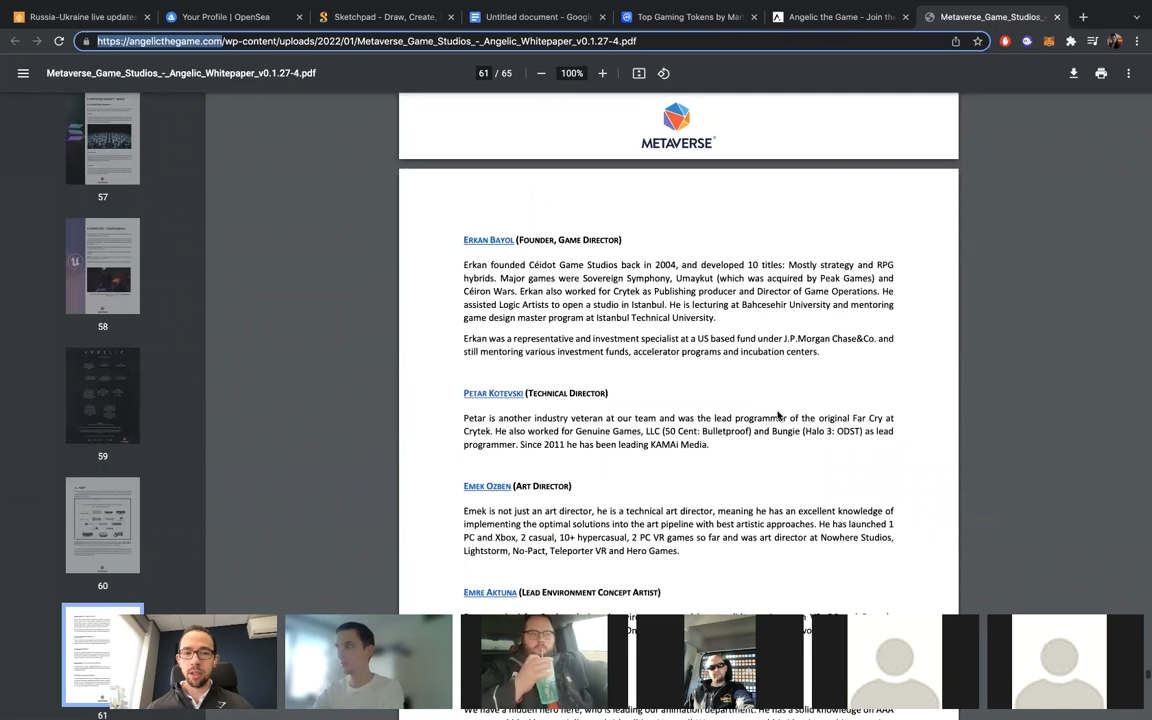 Russia-Ukraine live updates
Your Profile | OpenSea
Sketchpad - Draw, Create,
Untitled document - Google
Top Gaming Tokens by Mar
Angelic the Game - Join the
Metaverse_Game_Studios_-
https://angelicthegame.com/wp-content/uploads/2022/01/Metaverse_Game_Studios_-_Angelic_Whitepaper_v0.1.27-4.pdf
Metaverse_Game_Studios_-_Angelic_Whitepaper_v0.1.27-4.pdf
61 / 65
100%
57
58
59
60
61
METAVERSE
ERKAN BAYOL (FOUNDER, GAME DIRECTOR)
Erkan founded Céidot Game Studios back in 2004, and developed 10 titles: Mostly strategy and RPG
hybrids. Major games were Sovereign Symphony, Umaykut (which was acquired by Peak Games) and
Céiron Wars. Erkan also worked for Crytek as Publishing producer and Director of Game Operations. He
assisted Logic Artists to open a studio in Istanbul. He is lecturing at Bahcesehir University and mentoring
game design master program at Istanbul Technical University.
Erkan was a representative and investment specialist at a US based fund under J.P.Morgan Chase&Co. and
still mentoring various investment funds, accelerator programs and incubation centers.
PETAR KOTEVSKI (TECHNICAL DIRECTOR)
Petar is another industry veteran at our team and was the lead programmer of the original Far Cry at
Crytek. He also worked for Genuine Games, LLC (50 Cent: Bulletproof) and Bungie (Halo 3: ODST) as lead
programmer. Since 2011 he has been leading KAMAi Media.
EMEK OZBEN (ART DIRECTOR)
Emek is not just an art director, he is a technical art director, meaning he has an excellent knowledge of
implementing the optimal solutions into the art pipeline with best artistic approaches. He has launched 1
PC and Xbox, 2 casual, 10+ hypercasual, 2 PC VR games so far and was art director at Nowhere Studios,
Lightstorm, No-Pact, Teleporter VR and Hero Games.
EMRE AKTUNA (LEAD ENVIRONMENT CONCEPT ARTIST)